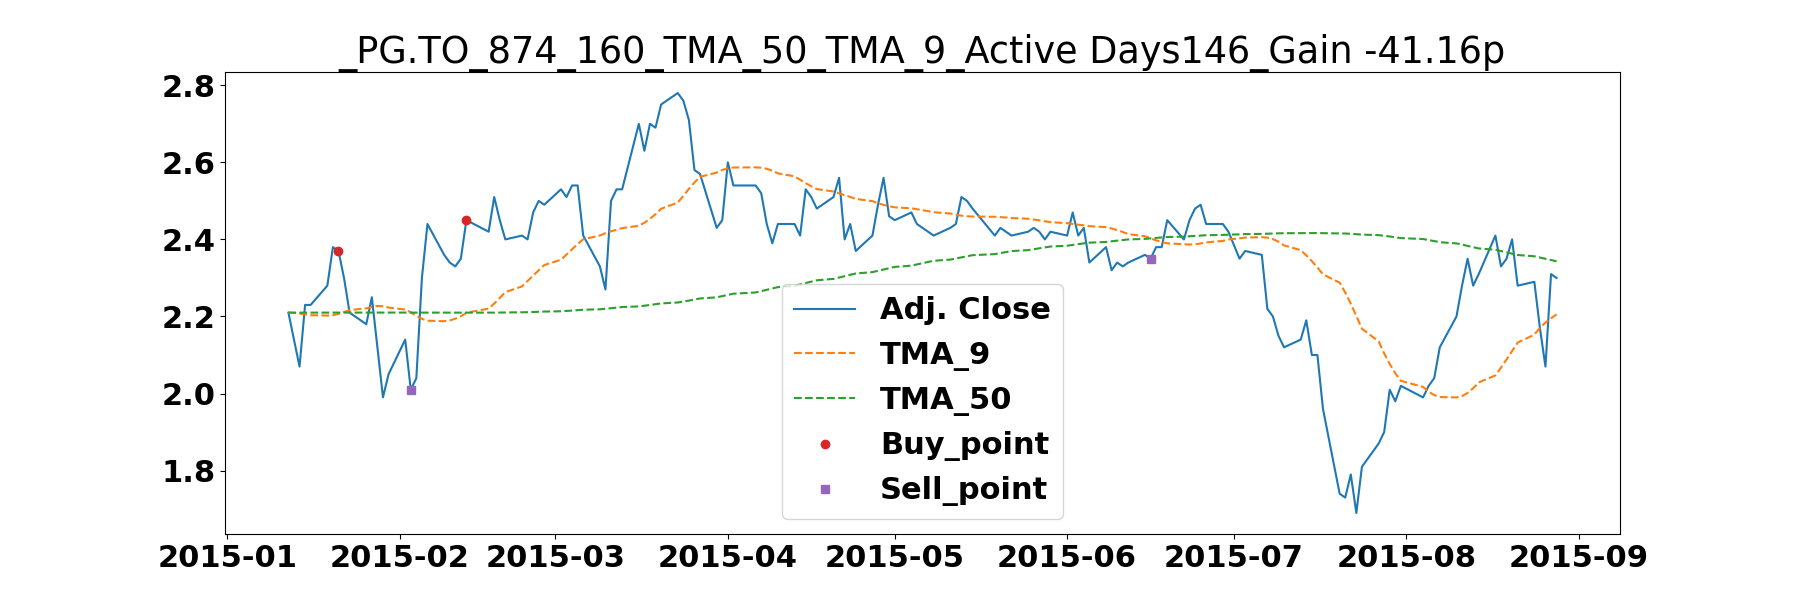 _PG.TO_874_160_TMA_50_TMA_9_Active Days146_Gain -41.16p
2.8
2.6
2.4
2.2
2.0
1.8
Adj. Close
TMA_9
TMA_50
Buy_point
Sell_point
2015-01 2015-02 2015-03 2015-04 2015-05 2015-06 2015-07 2015-08 2015-09